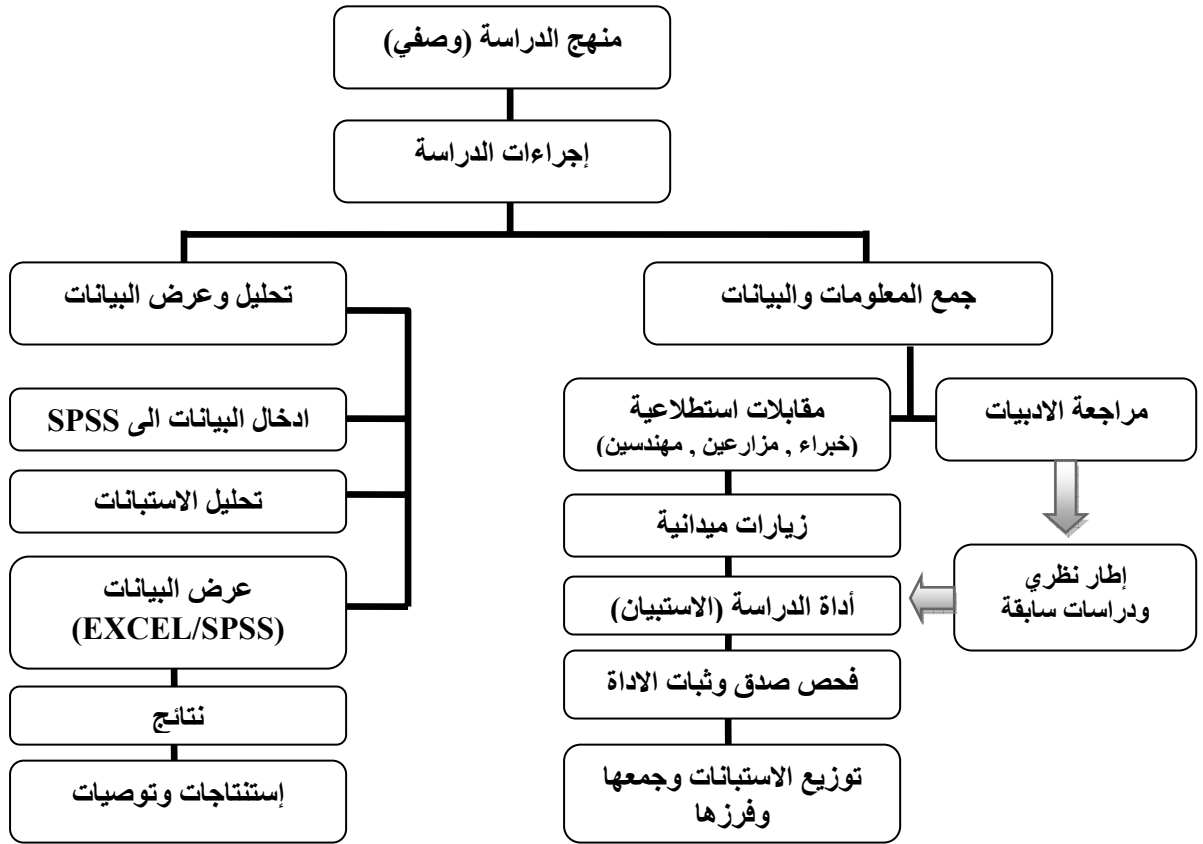 منهج الدراسة (وصفي)
إجراءات الدراسة
جمع المعلومات والبيانات
تحليل وعرض البيانات
مراجعة الادبيات
مقابلات استطلاعية
(خبراء , مزارعين , مهندسين)
زيارات ميدانية
إطار نظري
ودراسات سابقة
أداة الدراسة (الاستبيان)
فحص صدق وثبات الاداة
توزيع الاستبانات وجمعها
وفرزها
ادخال البيانات الى SPSS
تحليل الاستبانات
عرض البيانات
(EXCEL/SPSS)
نتائج
إستنتاجات وتوصيات